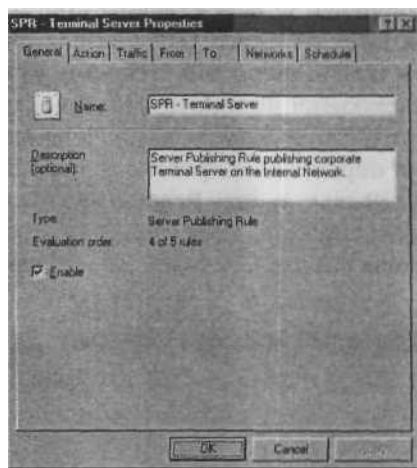 SPR - Terminal Server Properties
General Action Traffic From To Networks Schedule
Name: SPR - Terminal Server
Description (optional): Server Publishing Rule publishing corporate Terminal Server on the Internal Network.
Type: Server Publishing Rule
Evaluation order: 4 of 5 rules
Enable
OK Cancel